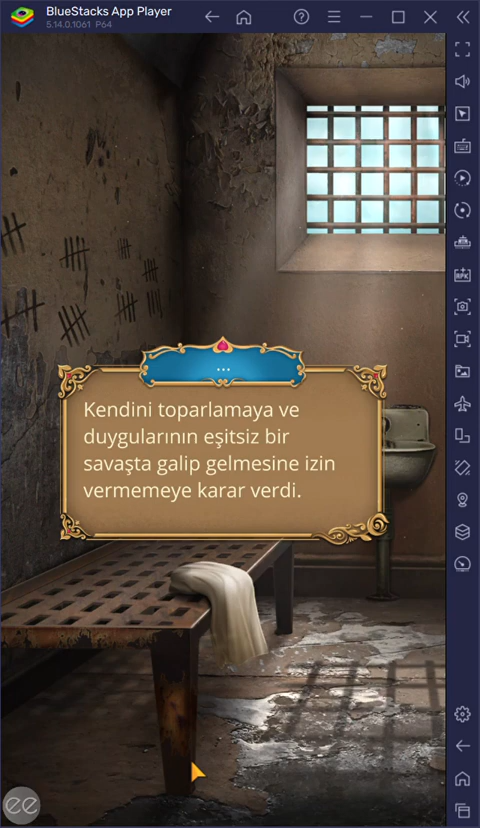 BlueStacks App Player
5.14.0.1061 P64
...
Kendini toparlamaya ve
duygularının eşitsiz bir
savaşta galip gelmesine izin
vermemeye karar verdi.
ee